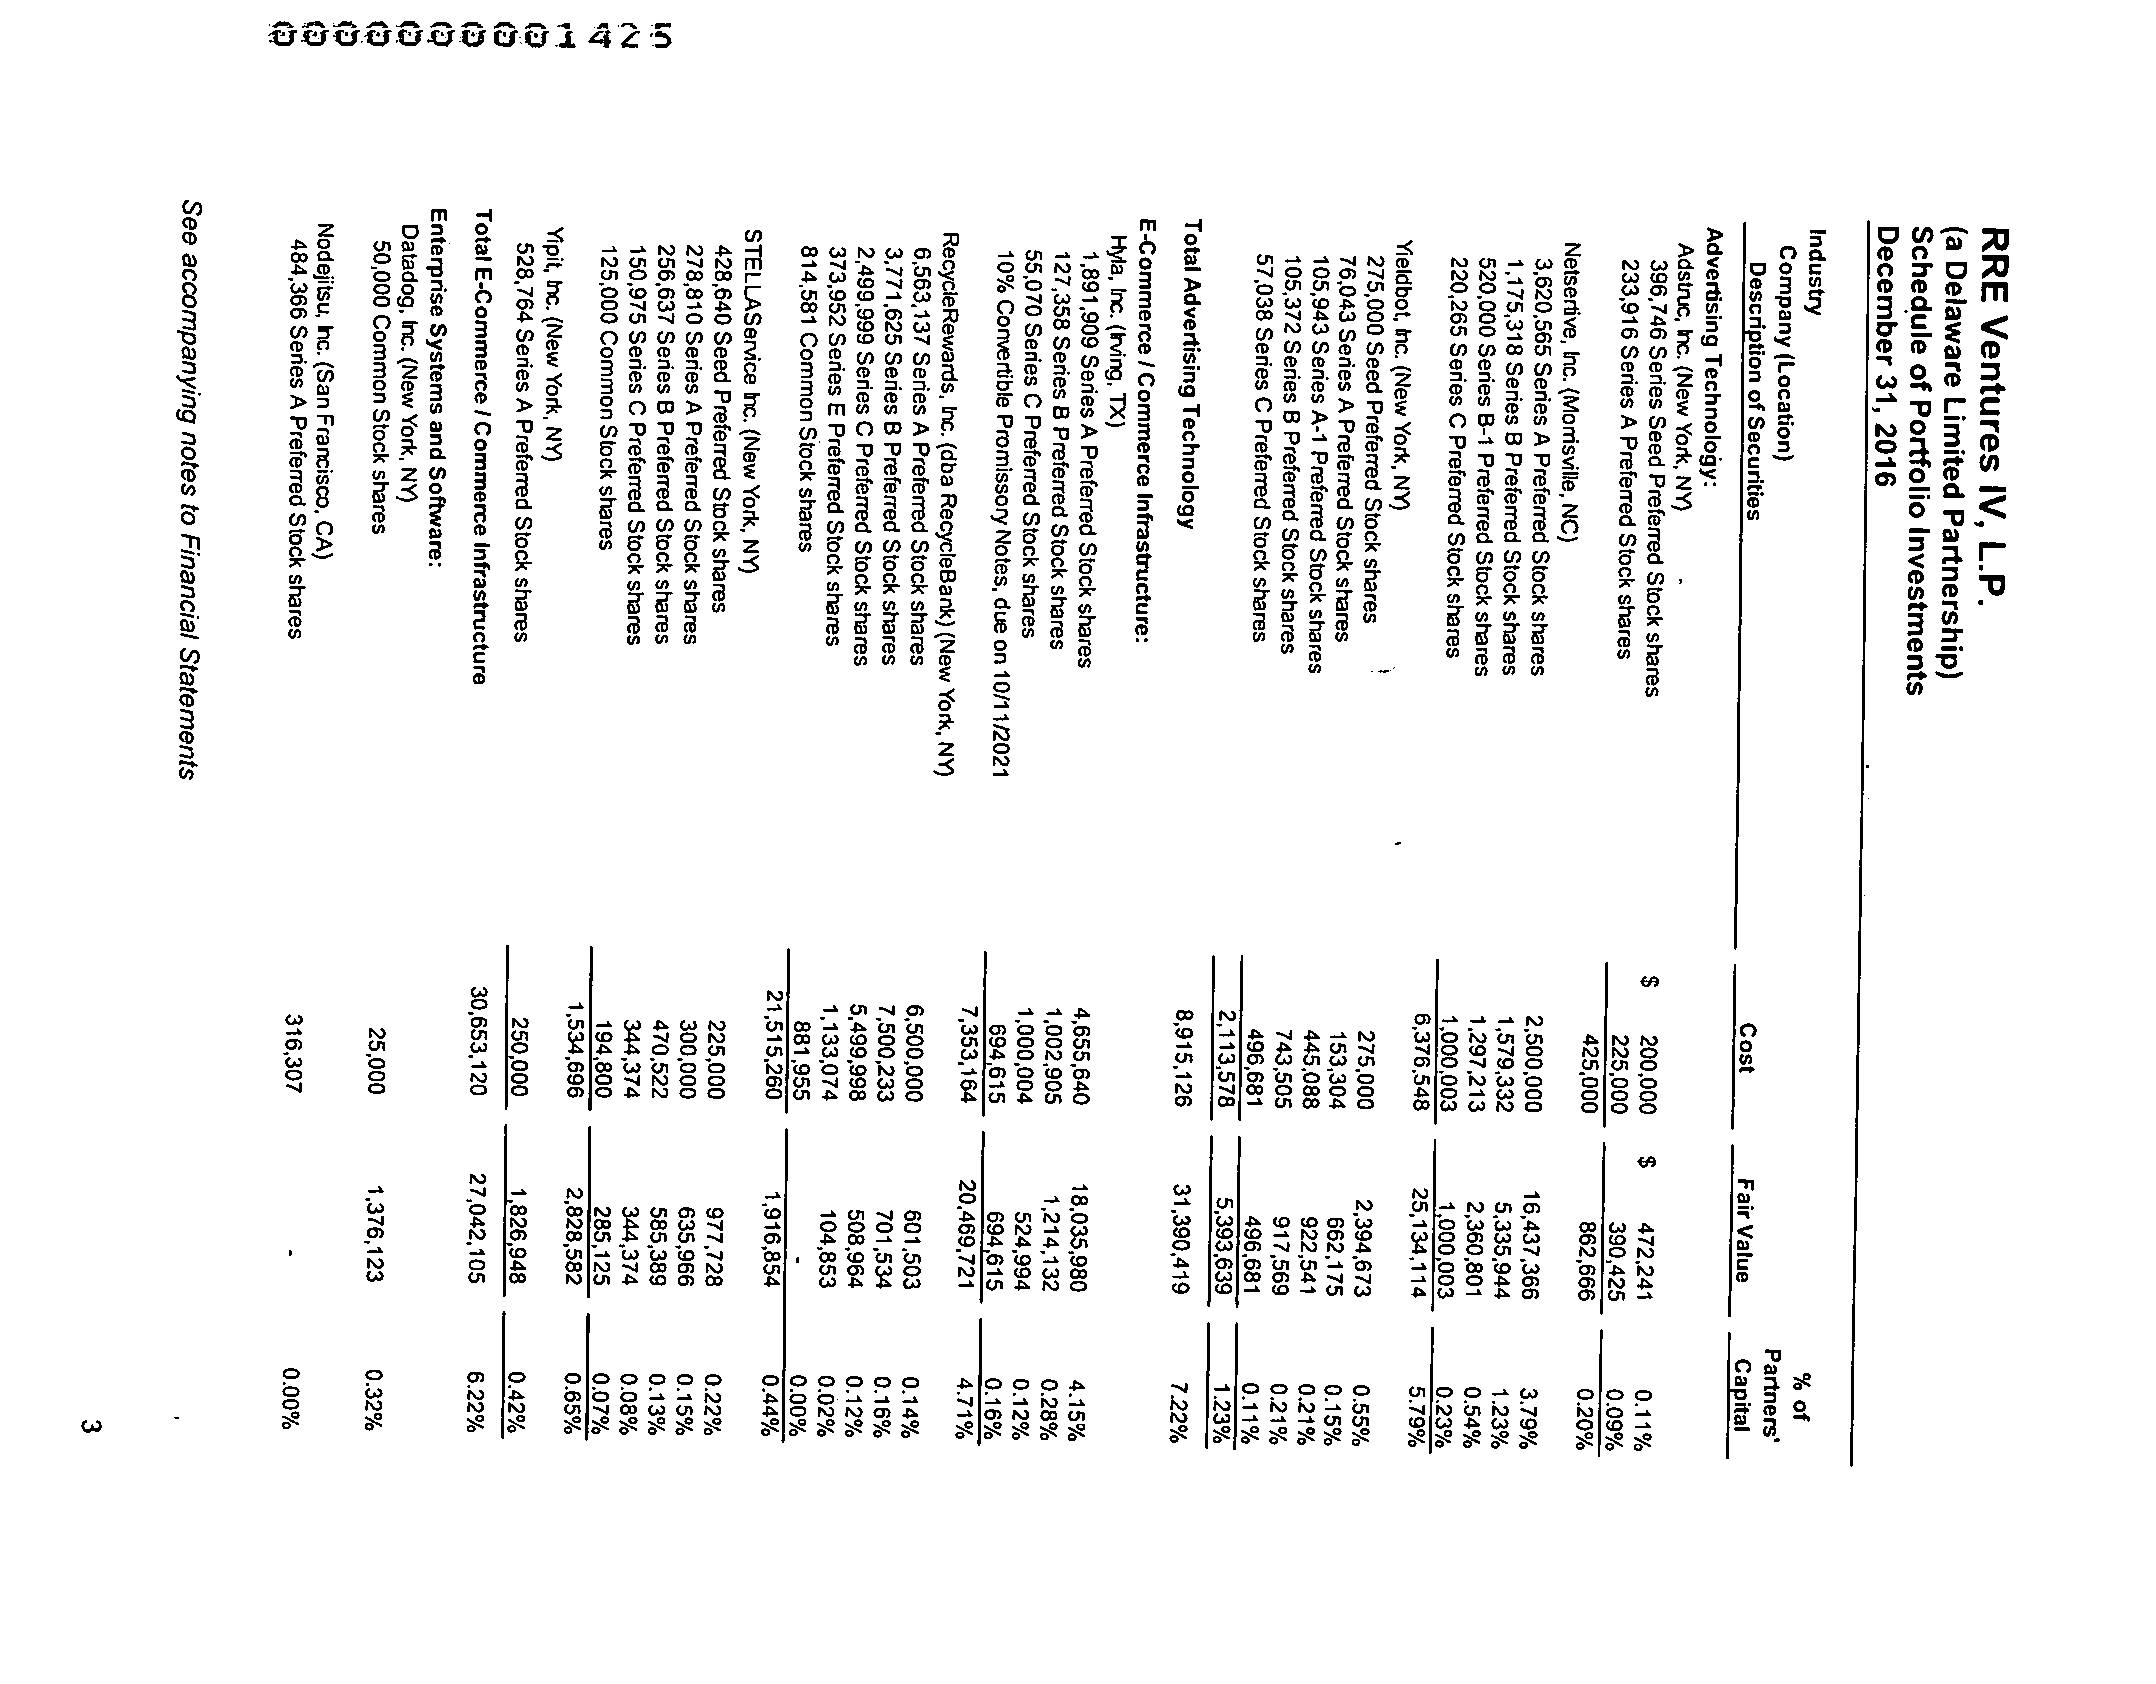 RRE Ventures IV, L.P.
(a Delaware Limited Partnership)
Schedule of Portfolio Investments
December 31, 2016
Industry
Company (Location)
Description of Securities Cost Fair Value % of Partners' Capital
Advertising Technology:
Adstruc, Inc. (New York, NY)
396,746 Series Seed Preferred Stock shares $ 200,000 $ 472,241 0.11%
233,916 Series A Preferred Stock shares 225,000 390,425 0.09%
425,000 862,666 0.20%
Netsertive, Inc. (Morrisville, NC)
3,620,565 Series A Preferred Stock shares 2,500,000 16,437,366 3.79%
1,175,318 Series B Preferred Stock shares 1,579,332 5,335,944 1.23%
520,000 Series B-1 Preferred Stock shares 1,297,213 2,360,801 0.54%
220,265 Series C Preferred Stock shares 1,000,003 1,000,003 0.23%
6,376,548 25,134,114 5.79%
Yieldbot, Inc. (New York, NY)
275,000 Seed Preferred Stock shares 275,000 2,394,673 0.55%
76,043 Series A Preferred Stock shares 153,304 662,175 0.15%
105,943 Series A-1 Preferred Stock shares 445,088 922,541 0.21%
105,372 Series B Preferred Stock shares 743,505 917,569 0.21%
57,038 Series C Preferred Stock shares 496,681 496,681 0.11%
2,113,578 5,393,639 1.23%
Total Advertising Technology 8,915,126 31,390,419 7.22%
E-Commerce / Commerce Infrastructure:
Hyla, Inc. (Irving, TX)
1,891,909 Series A Preferred Stock shares 4,655,640 18,035,980 4.15%
127,358 Series B Preferred Stock shares 1,002,905 1,214,132 0.28%
55,070 Series C Preferred Stock shares 1,000,004 524,994 0.12%
10% Convertible Promissory Notes, due on 10/11/2021 694,615 694,615 0.16%
7,353,164 20,469,721 4.71%
RecycleRewards, Inc. (dba RecycleBank) (New York, NY)
6,563,137 Series A Preferred Stock shares 6,500,000 601,503 0.14%
3,771,625 Series B Preferred Stock shares 7,500,233 701,534 0.16%
2,499,999 Series C Preferred Stock shares 5,499,998 508,964 0.12%
373,952 Series E Preferred Stock shares 1,133,074 104,853 0.02%
814,581 Common Stock shares 881,955 - 0.00%
21,515,260 1,916,854 0.44%
STELLAService Inc. (New York, NY)
428,640 Seed Preferred Stock shares 225,000 977,728 0.22%
278,810 Series A Preferred Stock shares 300,000 635,966 0.15%
256,637 Series B Preferred Stock shares 470,522 585,389 0.13%
150,975 Series C Preferred Stock shares 344,374 344,374 0.08%
125,000 Common Stock shares 194,800 285,125 0.07%
1,534,696 2,828,582 0.65%
Yipit, Inc. (New York, NY)
528,764 Series A Preferred Stock shares 250,000 1,826,948 0.42%
Total E-Commerce / Commerce Infrastructure 30,653,120 27,042,105 6.22%
Enterprise Systems and Software:
Datadog, Inc. (New York, NY)
50,000 Common Stock shares 25,000 1,376,123 0.32%
Nodejitsu, Inc. (San Francisco, CA)
484,366 Series A Preferred Stock shares 316,307 - 0.00%
See accompanying notes to Financial Statements
3
0000000001425